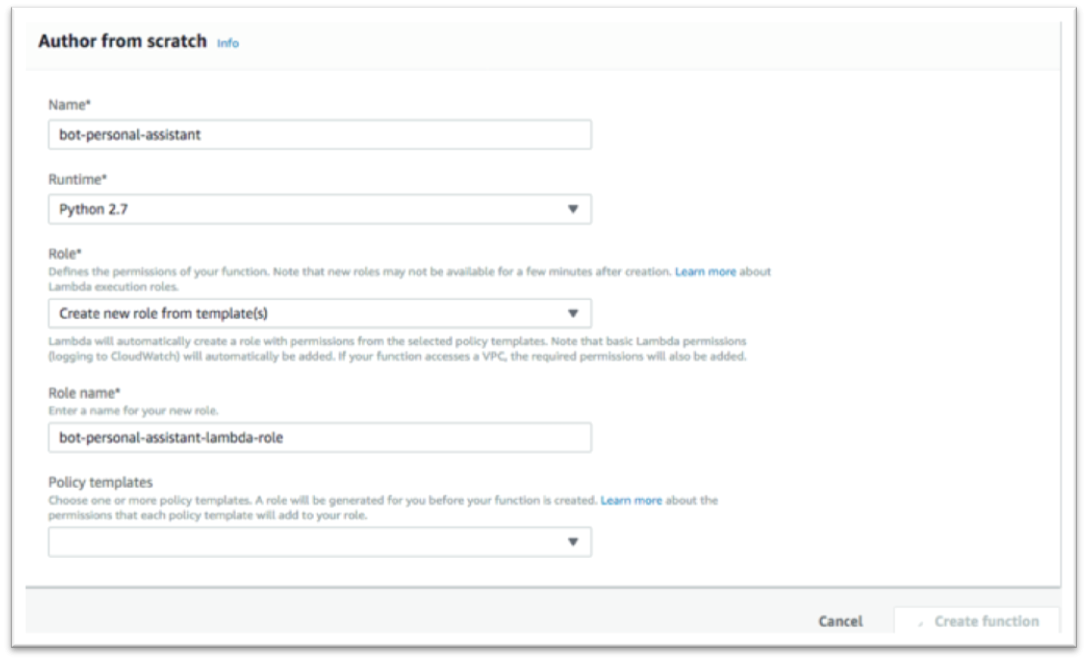 Author from scratch Info
Name*
bot-personal-assistant
Runtime*
Python 2.7
Role*
Defines the permissions of your function. Note that new roles may not be available for a few minutes after creation. Learn more about
Lambda execution roles.
Create new role from template(s)
Lambda will automatically create a role with permissions from the selected policy templates. Note that basic Lambda permissions
(logging to CloudWatch) will automatically be added. If your function accesses a VPC, the required permissions will also be added.
Role name*
Enter a name for your new role.
bot-personal-assistant-lambda-role
Policy templates
Choose one or more policy templates. A role will be generated for you before your function is created. Learn more about the
permissions that each policy template will add to your role.
Cancel Create function